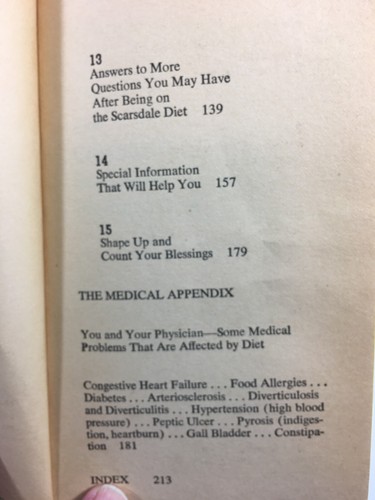 13
Answers to More
Questions You May Have
After Being on
the Scarsdale Diet 139
14
Special Information
That Will Help You 157
15
Shape Up and
Count Your Blessings 179
THE MEDICAL APPENDIX
You and Your Physician—Some Medical
Problems That Are Affected by Diet
Congestive Heart Failure . . . Food Allergies . . .
Diabetes . . . Arteriosclerosis . . . Diverticulosis
and Diverticulitis . . . Hypertension (high blood
pressure) . . . Peptic Ulcer . . . Pyrosis (indiges-
tion, heartburn) . . . Gall Bladder . . . Constipa-
tion 181
INDEX 213